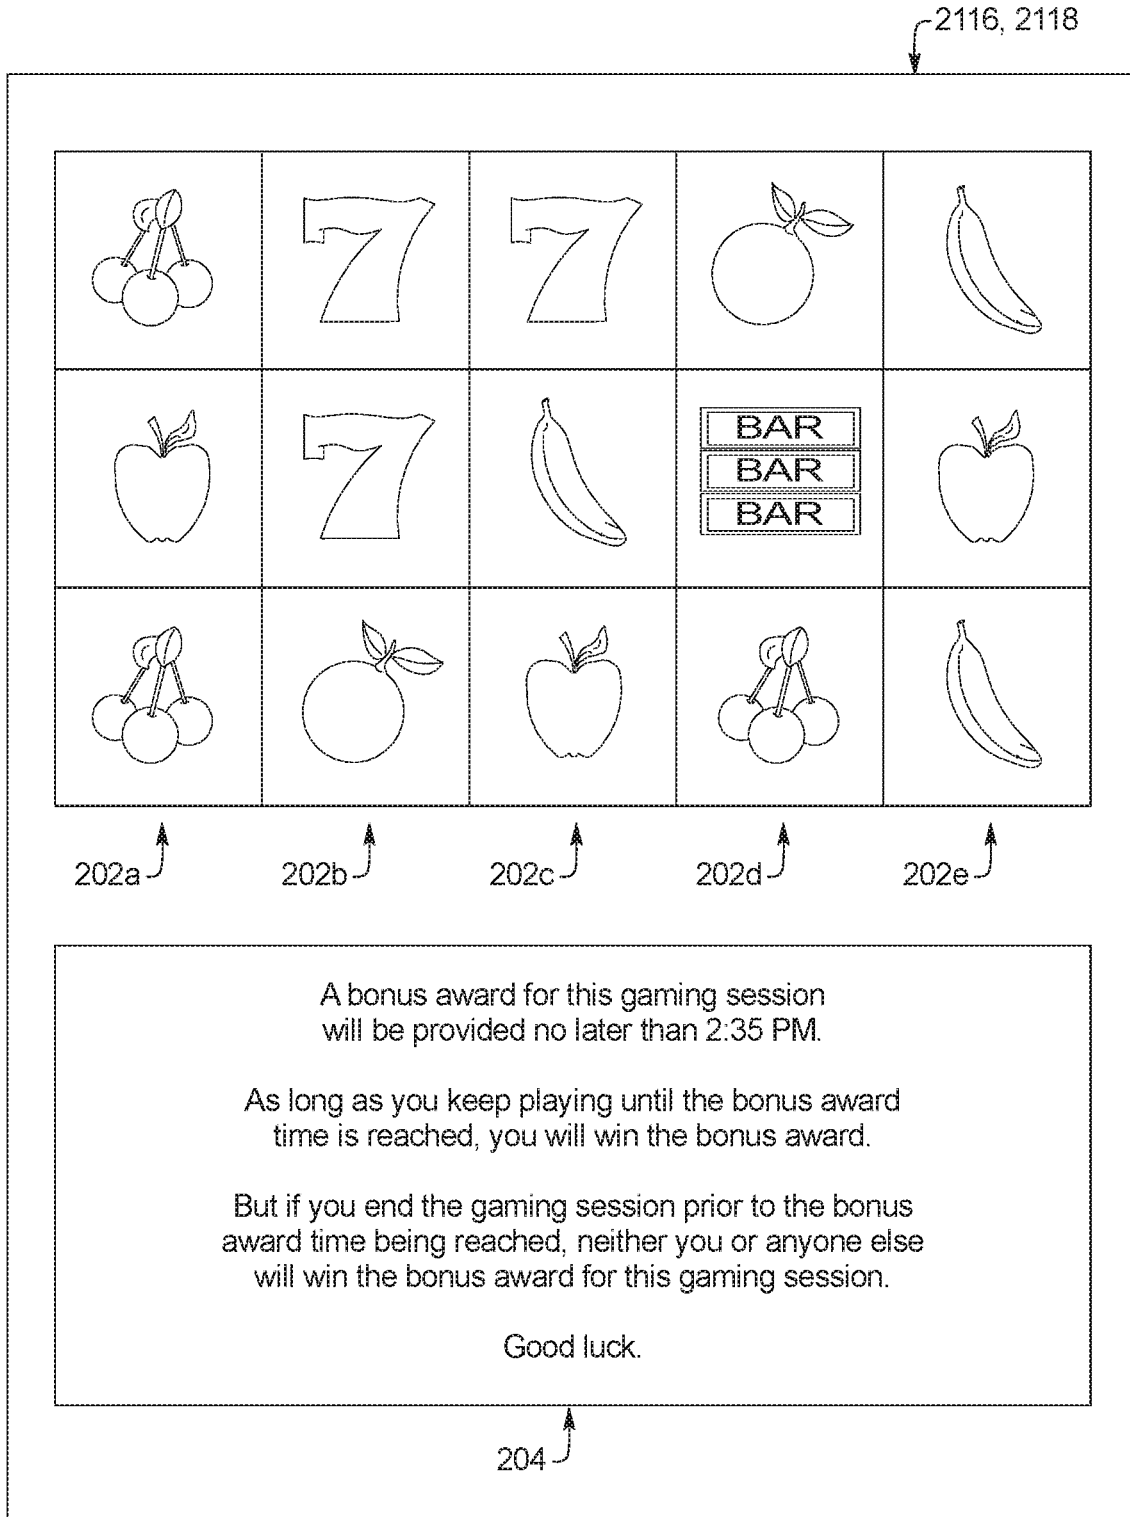 2116, 2118
7 7
7
BAR
BAR
BAR
202a 202b 202c 202d 202e
A bonus award for this gaming session
will be provided no later than 2:35 PM.
As long as you keep playing until the bonus award
time is reached, you will win the bonus award.
But if you end the gaming session prior to the bonus
award time being reached, neither you or anyone else
will win the bonus award for this gaming session.
Good luck.
204